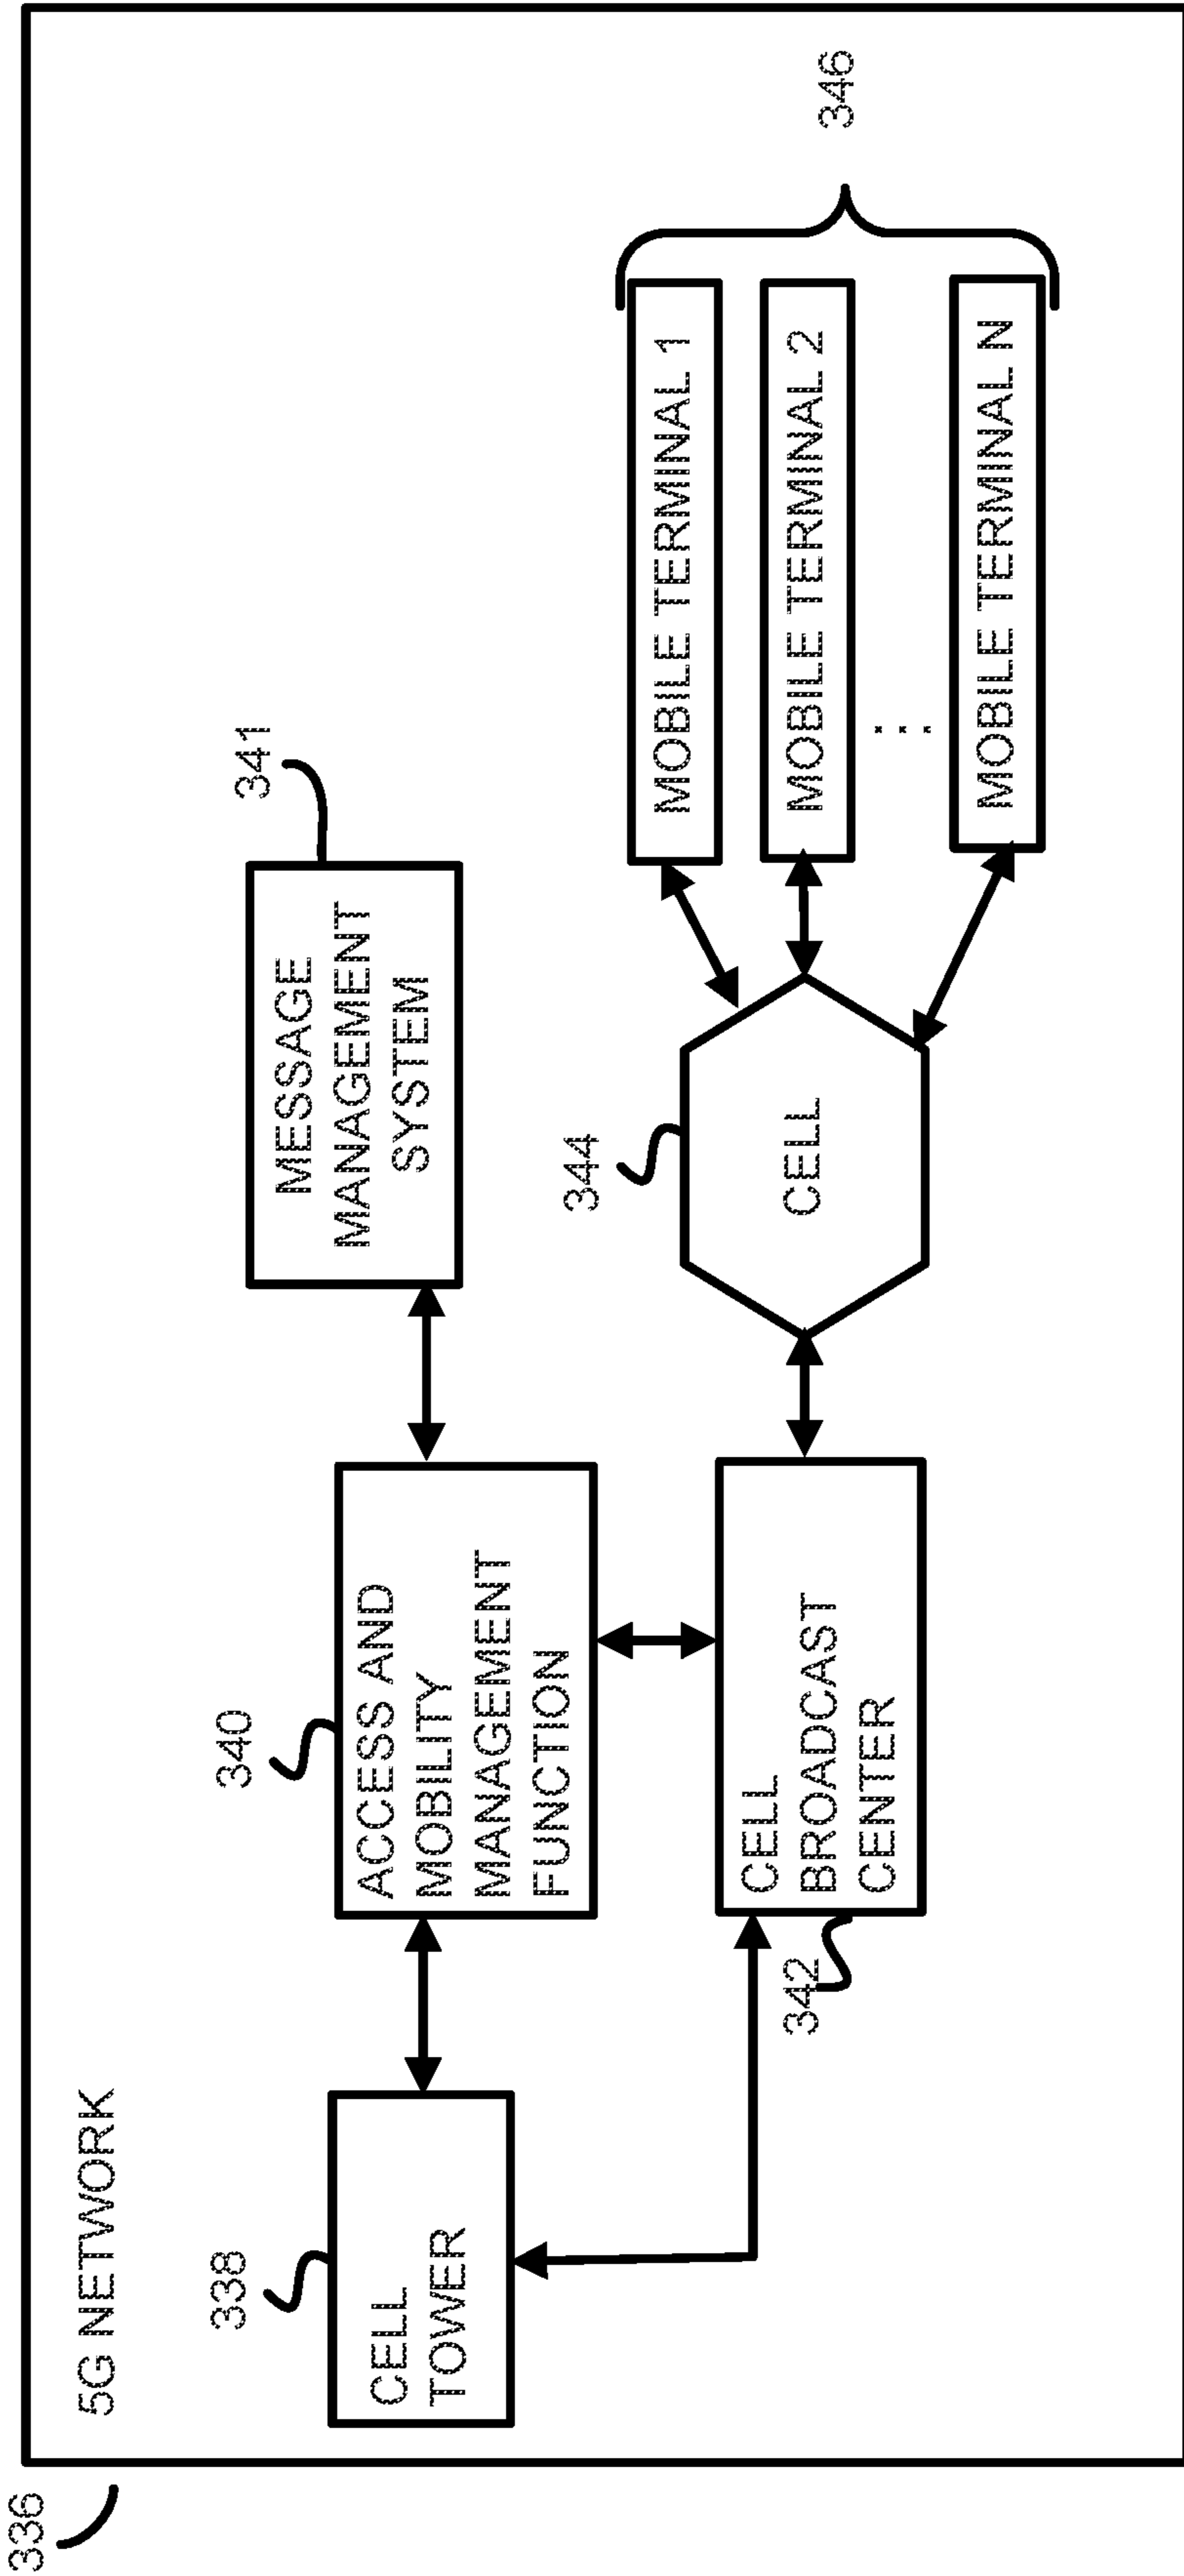 336
5G NETWORK
338
CELL
TOWER
340
ACCESS AND
MOBILITY
MANAGEMENT
FUNCTION
341
MESSAGE
MANAGEMENT
SYSTEM
342
CELL
BROADCAST
CENTER
344
CELL
MOBILE TERMINAL 1
MOBILE TERMINAL 2
...
MOBILE TERMINAL N
346